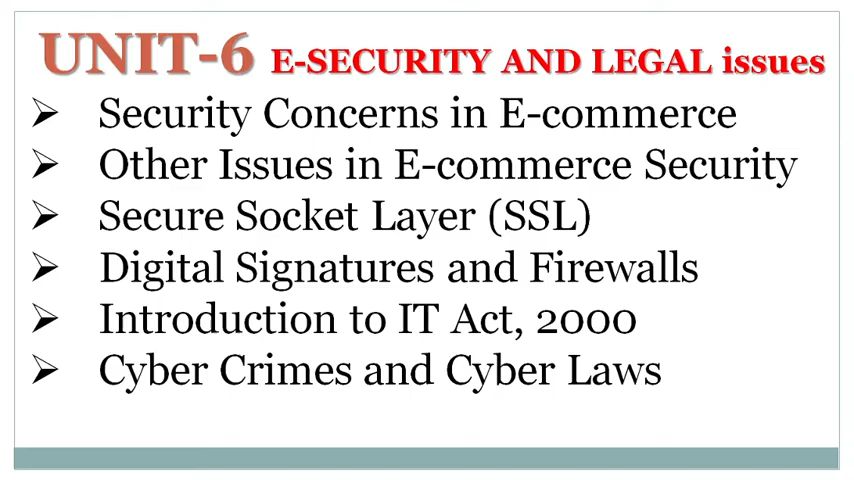 UNIT-6 E-SECURITY AND LEGAL issues
➢ Security Concerns in E-commerce
➢ Other Issues in E-commerce Security
➢ Secure Socket Layer (SSL)
➢ Digital Signatures and Firewalls
➢ Introduction to IT Act, 2000
➢ Cyber Crimes and Cyber Laws